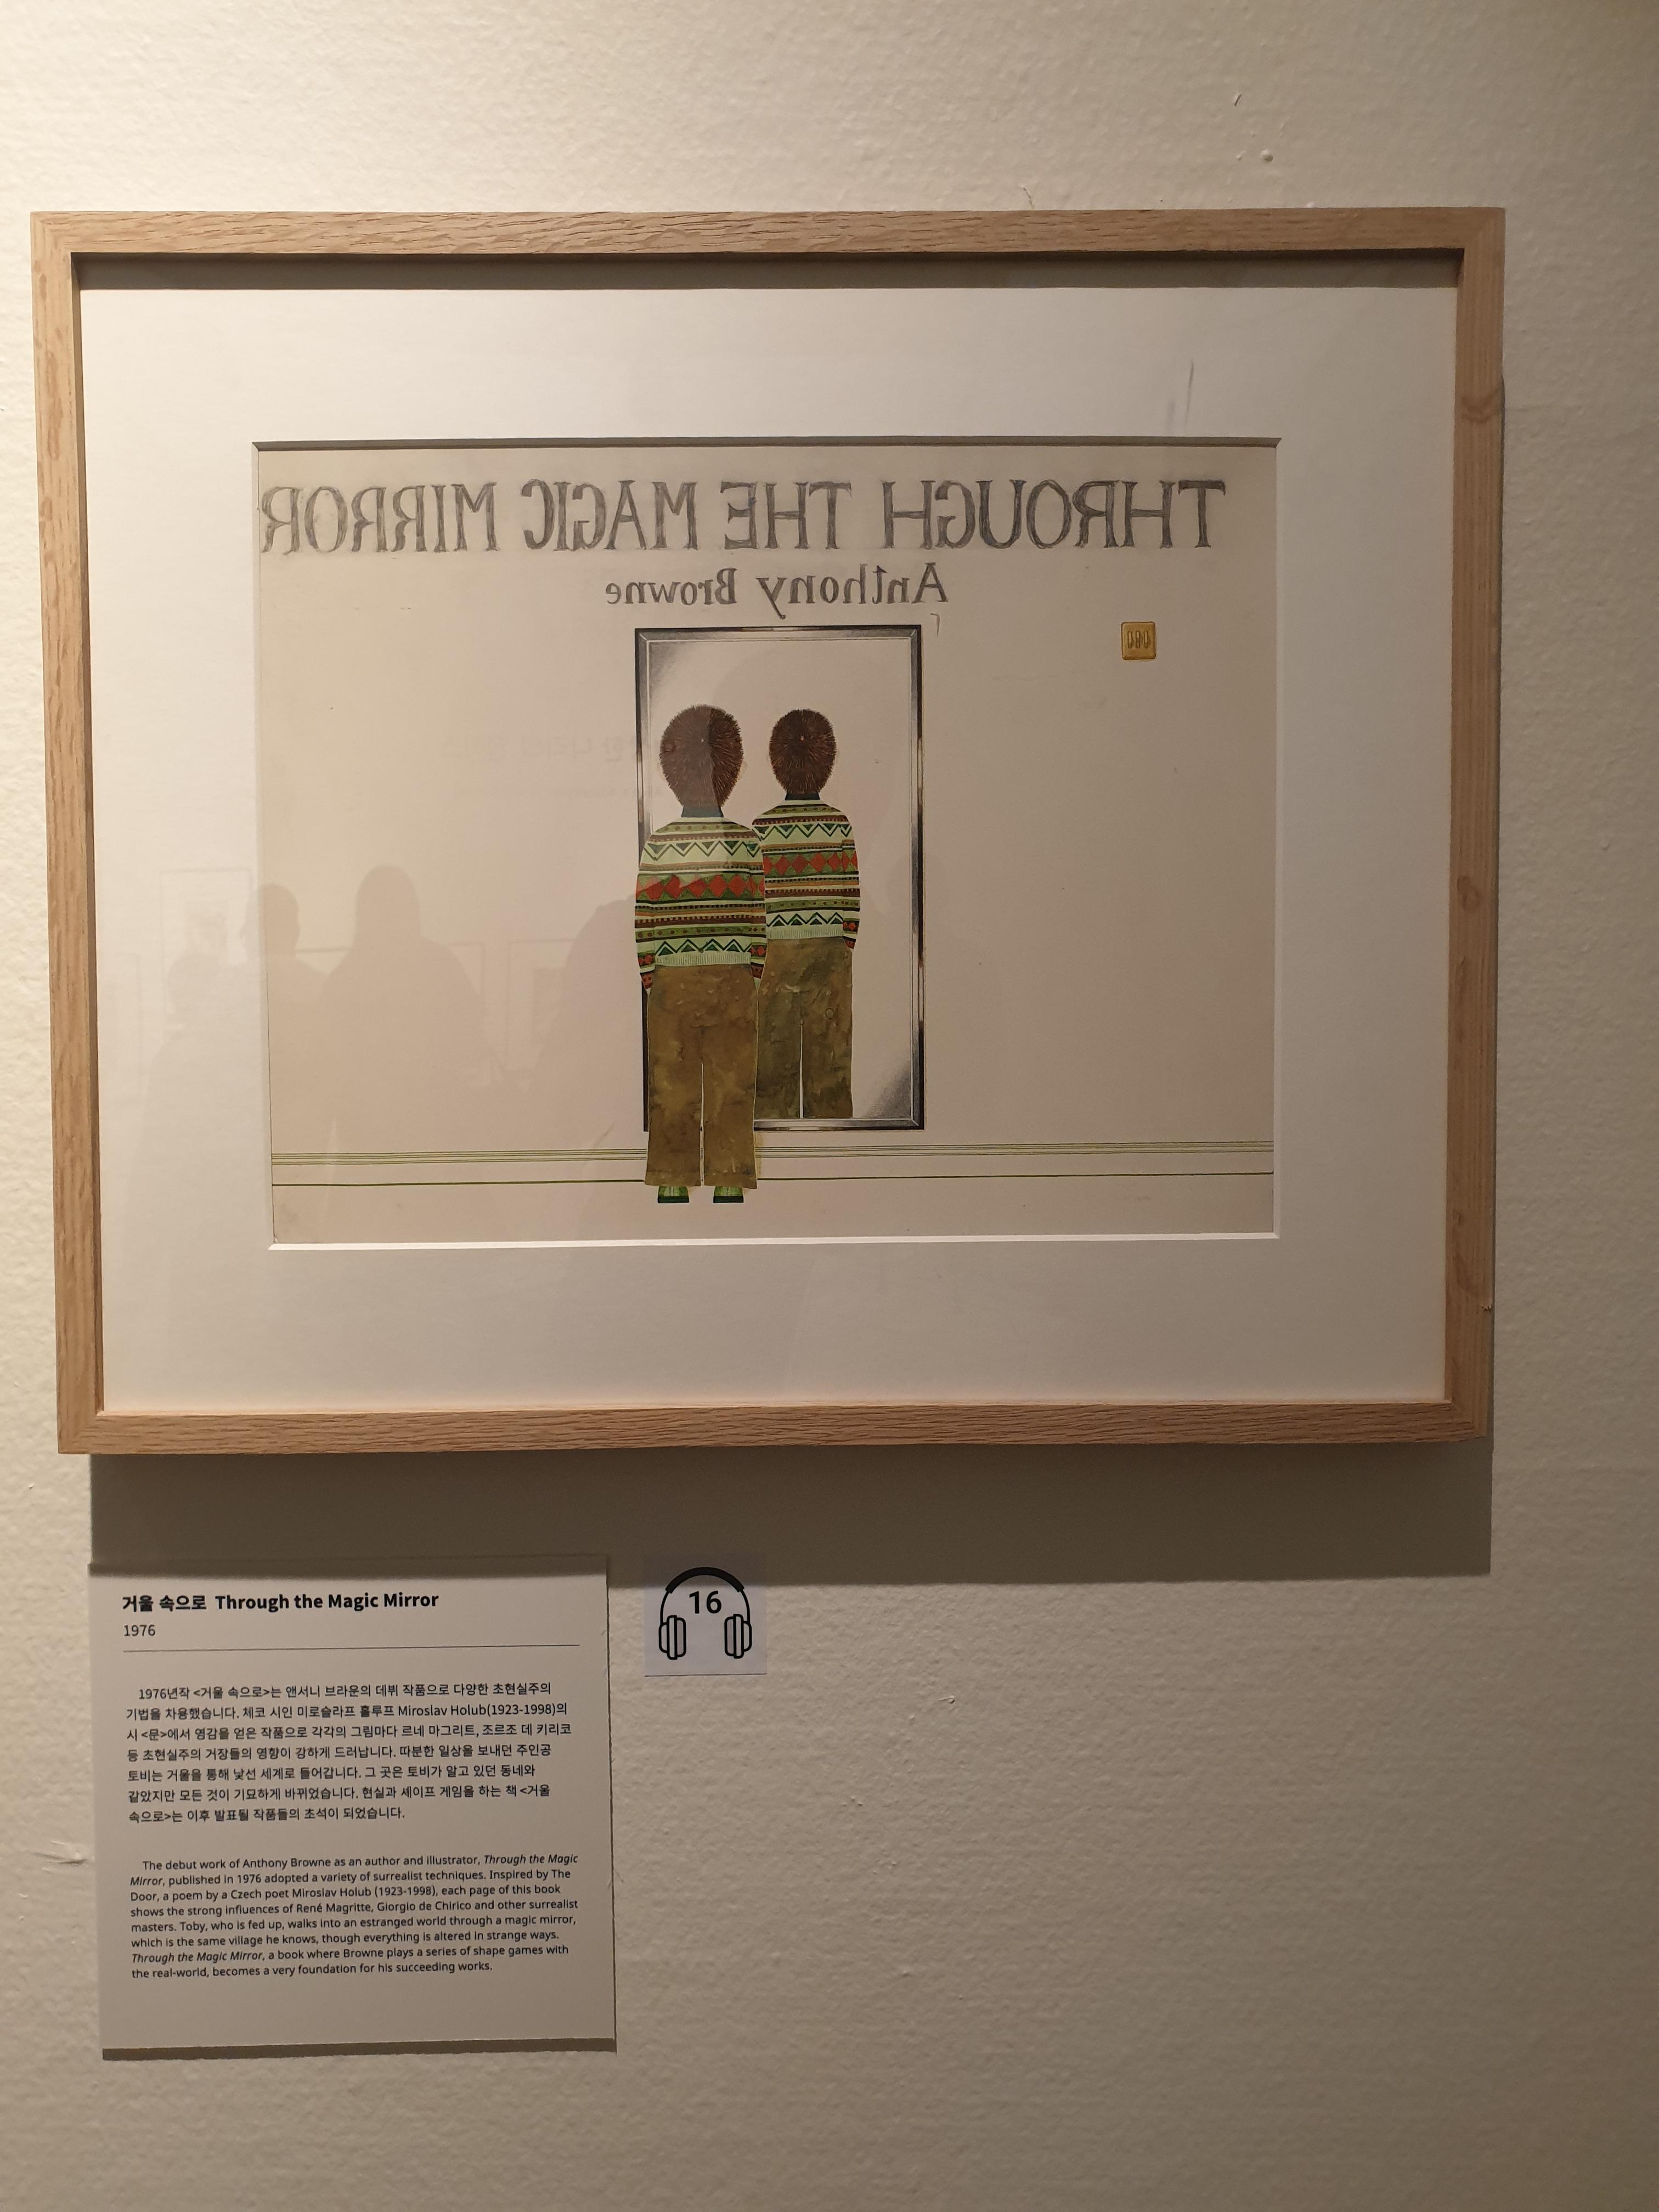 THROUGH THE MAGIC MIRROR
Anthony Browne
16
거울 속으로 Through the Magic Mirror
1976
1976년작 <거울 속으로>는 앤서니 브라운의 데뷔 작품으로 다양한 초현실주의
기법을 차용했습니다. 체코 시인 미로슬라프 홀루프 Miroslav Holub(1923-1998)의
시 <문>에서 영감을 얻은 작품으로 각각의 그림마다 르네 마그리트, 조르조 데 키리코
등 초현실주의 거장들의 영향이 강하게 드러납니다. 따분한 일상을 보내던 주인공
토비는 거울을 통해 낯선 세계로 들어갑니다. 그 곳은 토비가 알고 있던 동네와
같았지만 모든 것이 기묘하게 바뀌었습니다. 현실과 셰이프 게임을 하는 책 <거울
속으로>는 이후 발표될 작품들의 초석이 되었습니다.
The debut work of Anthony Browne as an author and illustrator, Through the Magic
Mirror, published in 1976 adopted a variety of surrealist techniques. Inspired by The
Door, a poem by a Czech poet Miroslav Holub (1923-1998), each page of this book
shows the strong influences of René Magritte, Giorgio de Chirico and other surrealist
masters. Toby, who is fed up, walks into an estranged world through a magic mirror,
which is the same village he knows, though everything is altered in strange ways.
Through the Magic Mirror, a book where Browne plays a series of shape games with
the real-world, becomes a very foundation for his succeeding works.